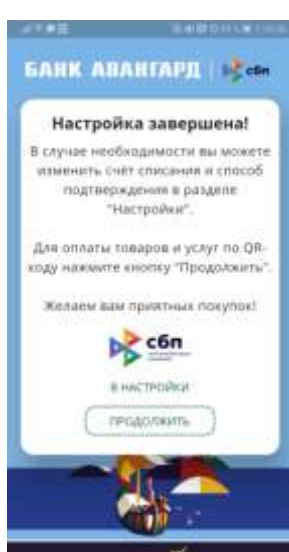 БАНК АВАНГАРД сбп
Настройка завершена!
В случае необходимости вы можете
изменить счёт списания и способ
подтверждения в разделе
"Настройки".
Для оплаты товаров и услуг по QR-
коду нажмите кнопку "Продолжить".
Желаем вам приятных покупок!
сбп
В НАСТРОЙКИ
ПРОДОЛЖИТЬ